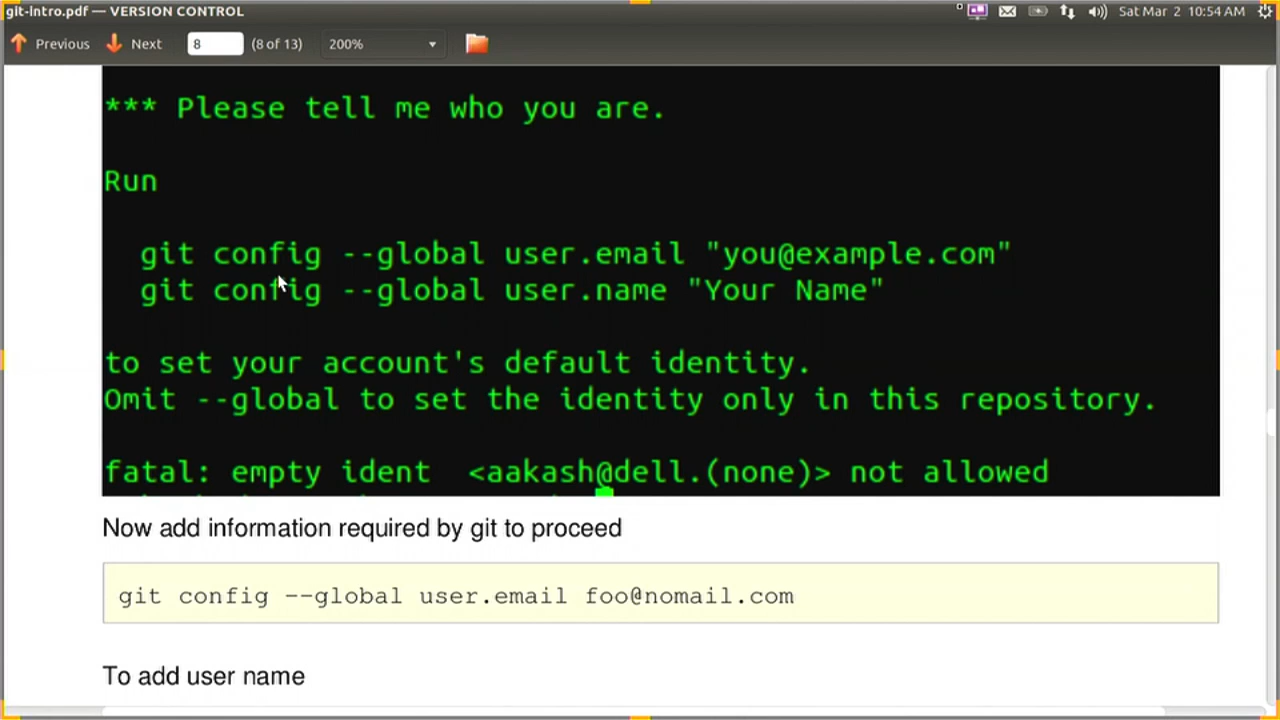 git-intro.pdf — VERSION CONTROL
Sat Mar 2 10:54 AM
Previous Next 8 (8 of 13) 200%
*** Please tell me who you are.
Run
git config --global user.email "you@example.com"
git config --global user.name "Your Name"
to set your account's default identity.
Omit --global to set the identity only in this repository.
fatal: empty ident <aakash@dell.(none)> not allowed
Now add information required by git to proceed
git config --global user.email foo@nomail.com
To add user name